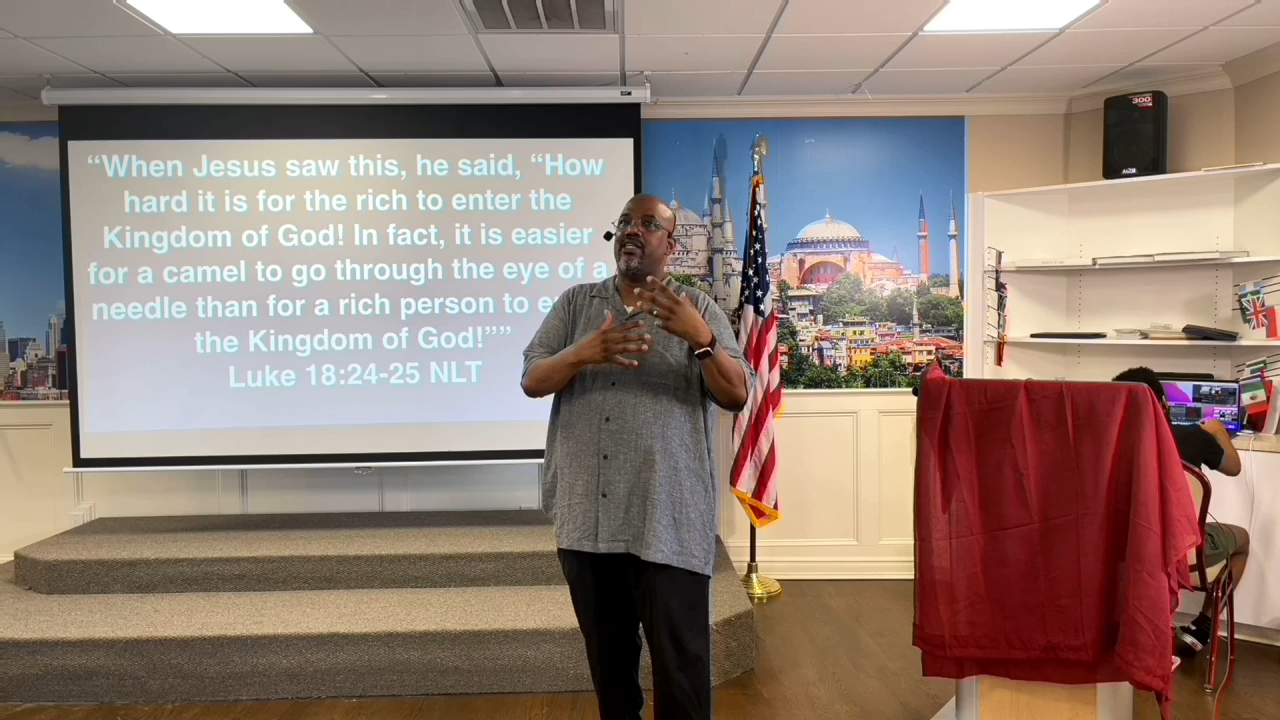 “When Jesus saw this, he said, “How
hard it is for the rich to enter the
Kingdom of God! In fact, it is easier
for a camel to go through the eye of a
needle than for a rich person to e
the Kingdom of God!””
Luke 18:24-25 NLT
300